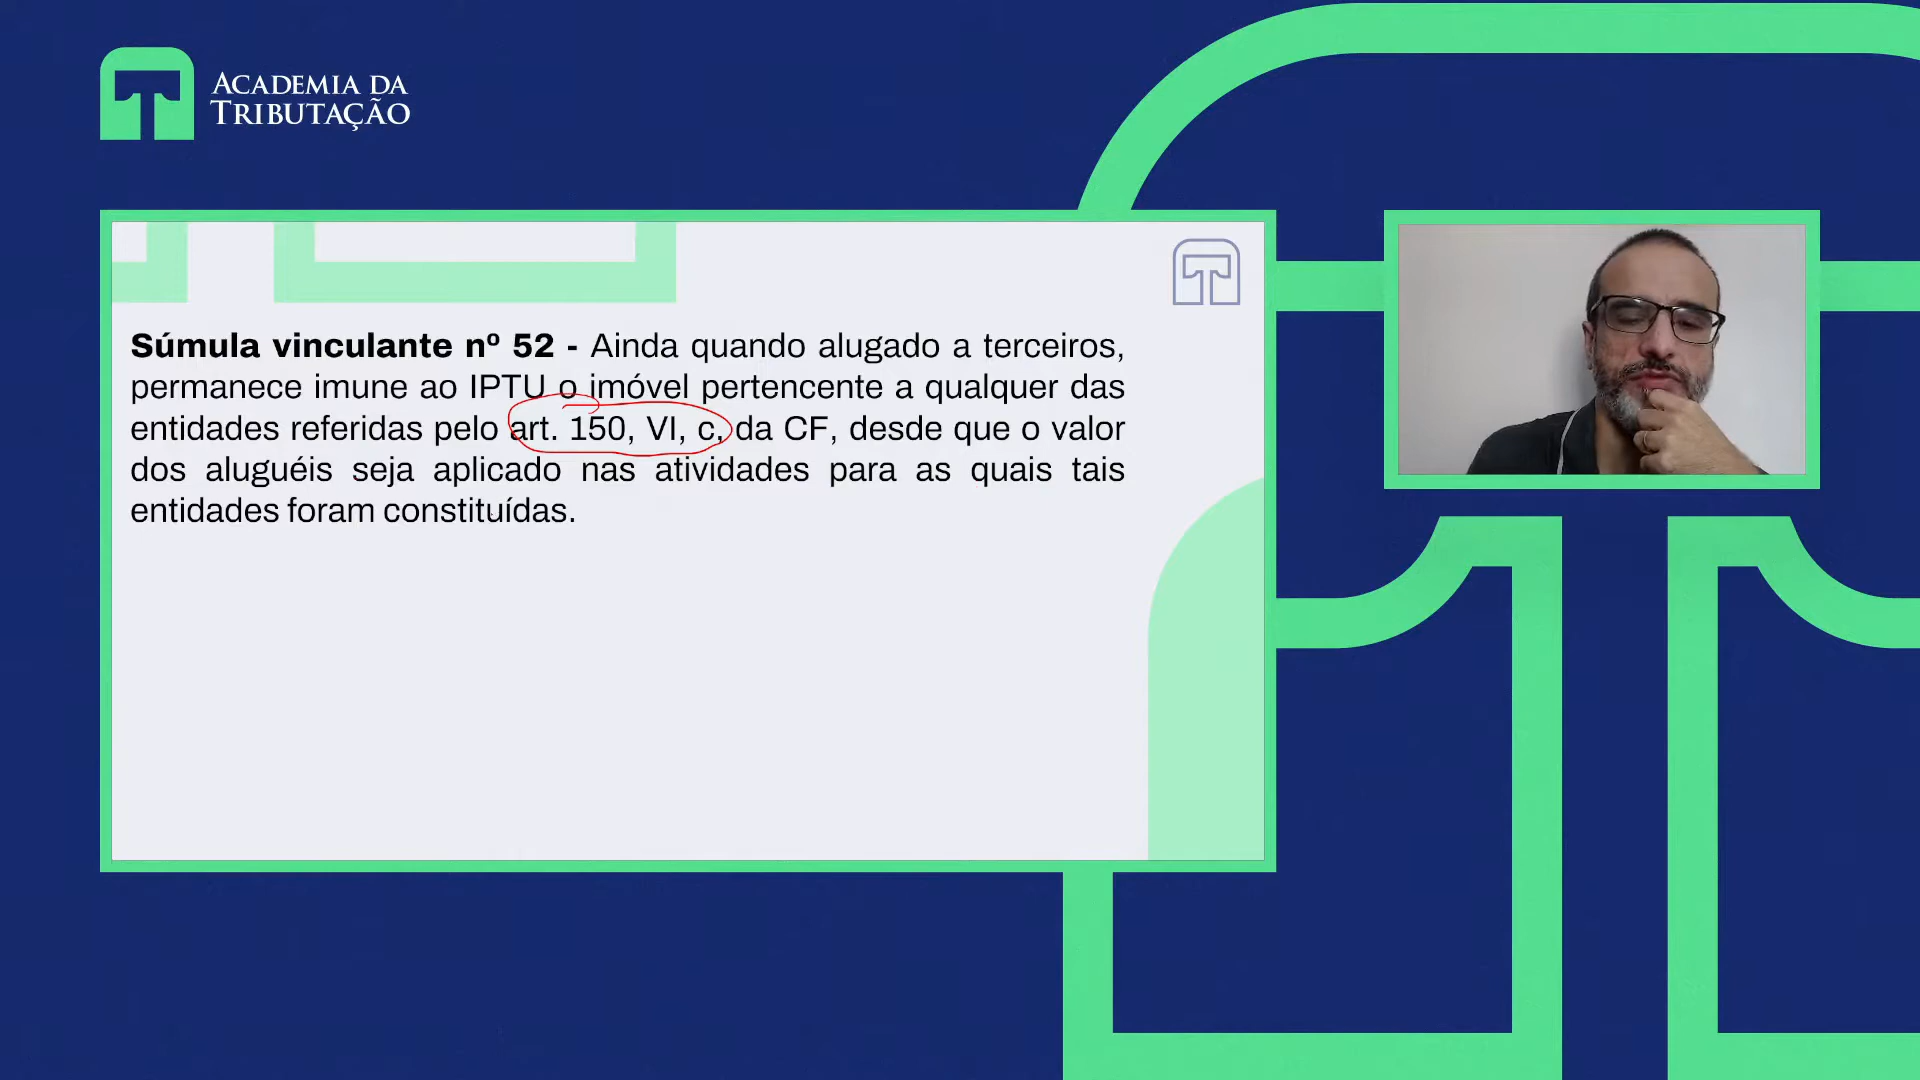 ACADEMIA DA
TRIBUTAÇÃO
Súmula vinculante nº 52 - Ainda quando alugado a terceiros,
permanece imune ao IPTU o imóvel pertencente a qualquer das
entidades referidas pelo art. 150, VI, c, da CF, desde que o valor
dos aluguéis seja aplicado nas atividades para as quais tais
entidades foram constituídas.